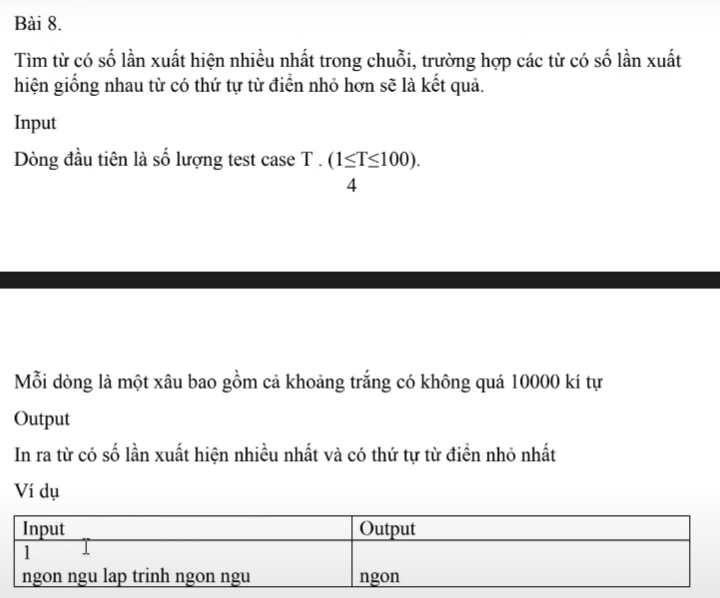 Bài 8.
Tìm từ có số lần xuất hiện nhiều nhất trong chuỗi, trường hợp các từ có số lần xuất
hiện giống nhau từ có thứ tự từ điển nhỏ hơn sẽ là kết quả.
Input
Dòng đầu tiên là số lượng test case T . (1≤T≤100).
4
Mỗi dòng là một xâu bao gồm cả khoảng trắng có không quá 10000 kí tự
Output
In ra từ có số lần xuất hiện nhiều nhất và có thứ tự từ điển nhỏ nhất
Ví dụ
Input Output
1
ngon ngu lap trinh ngon ngu ngon